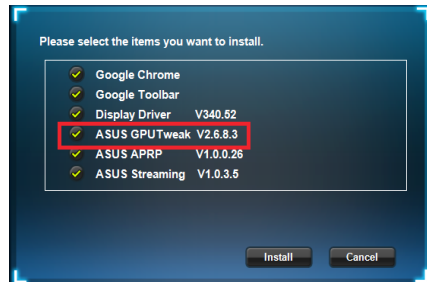 Please select the items you want to install.
Google Chrome
Google Toolbar
Display Driver V340.52
ASUS GPUTweak V2.6.8.3
ASUS APRP V1.0.0.26
ASUS Streaming V1.0.3.5
Install Cancel